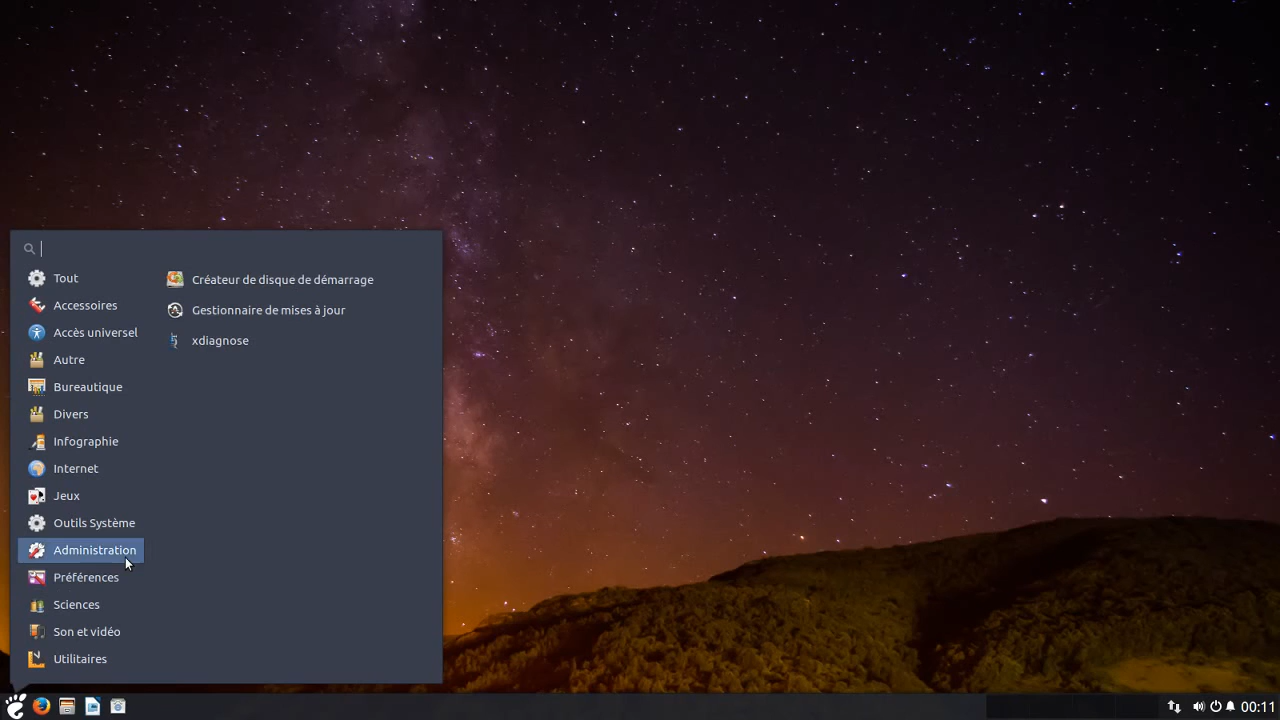 Tout
Accessoires
Accès universel
Autre
Bureautique
Divers
Infographie
Internet
Jeux
Outils Système
Administration
Préférences
Sciences
Son et vidéo
Utilitaires
Créateur de disque de démarrage
Gestionnaire de mises à jour
xdiagnose
00:11